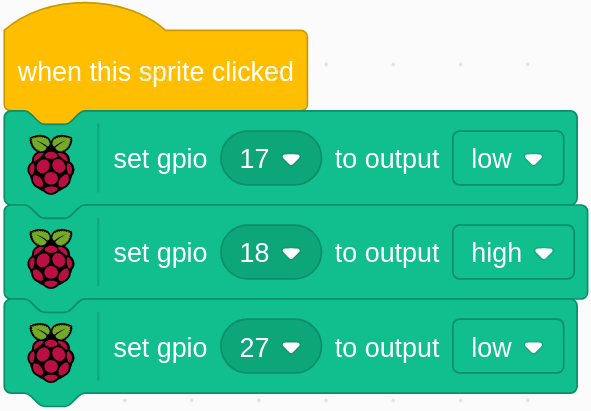 when this sprite clicked
set gpio 17 to output low
set gpio 18 to output high
set gpio 27 to output low